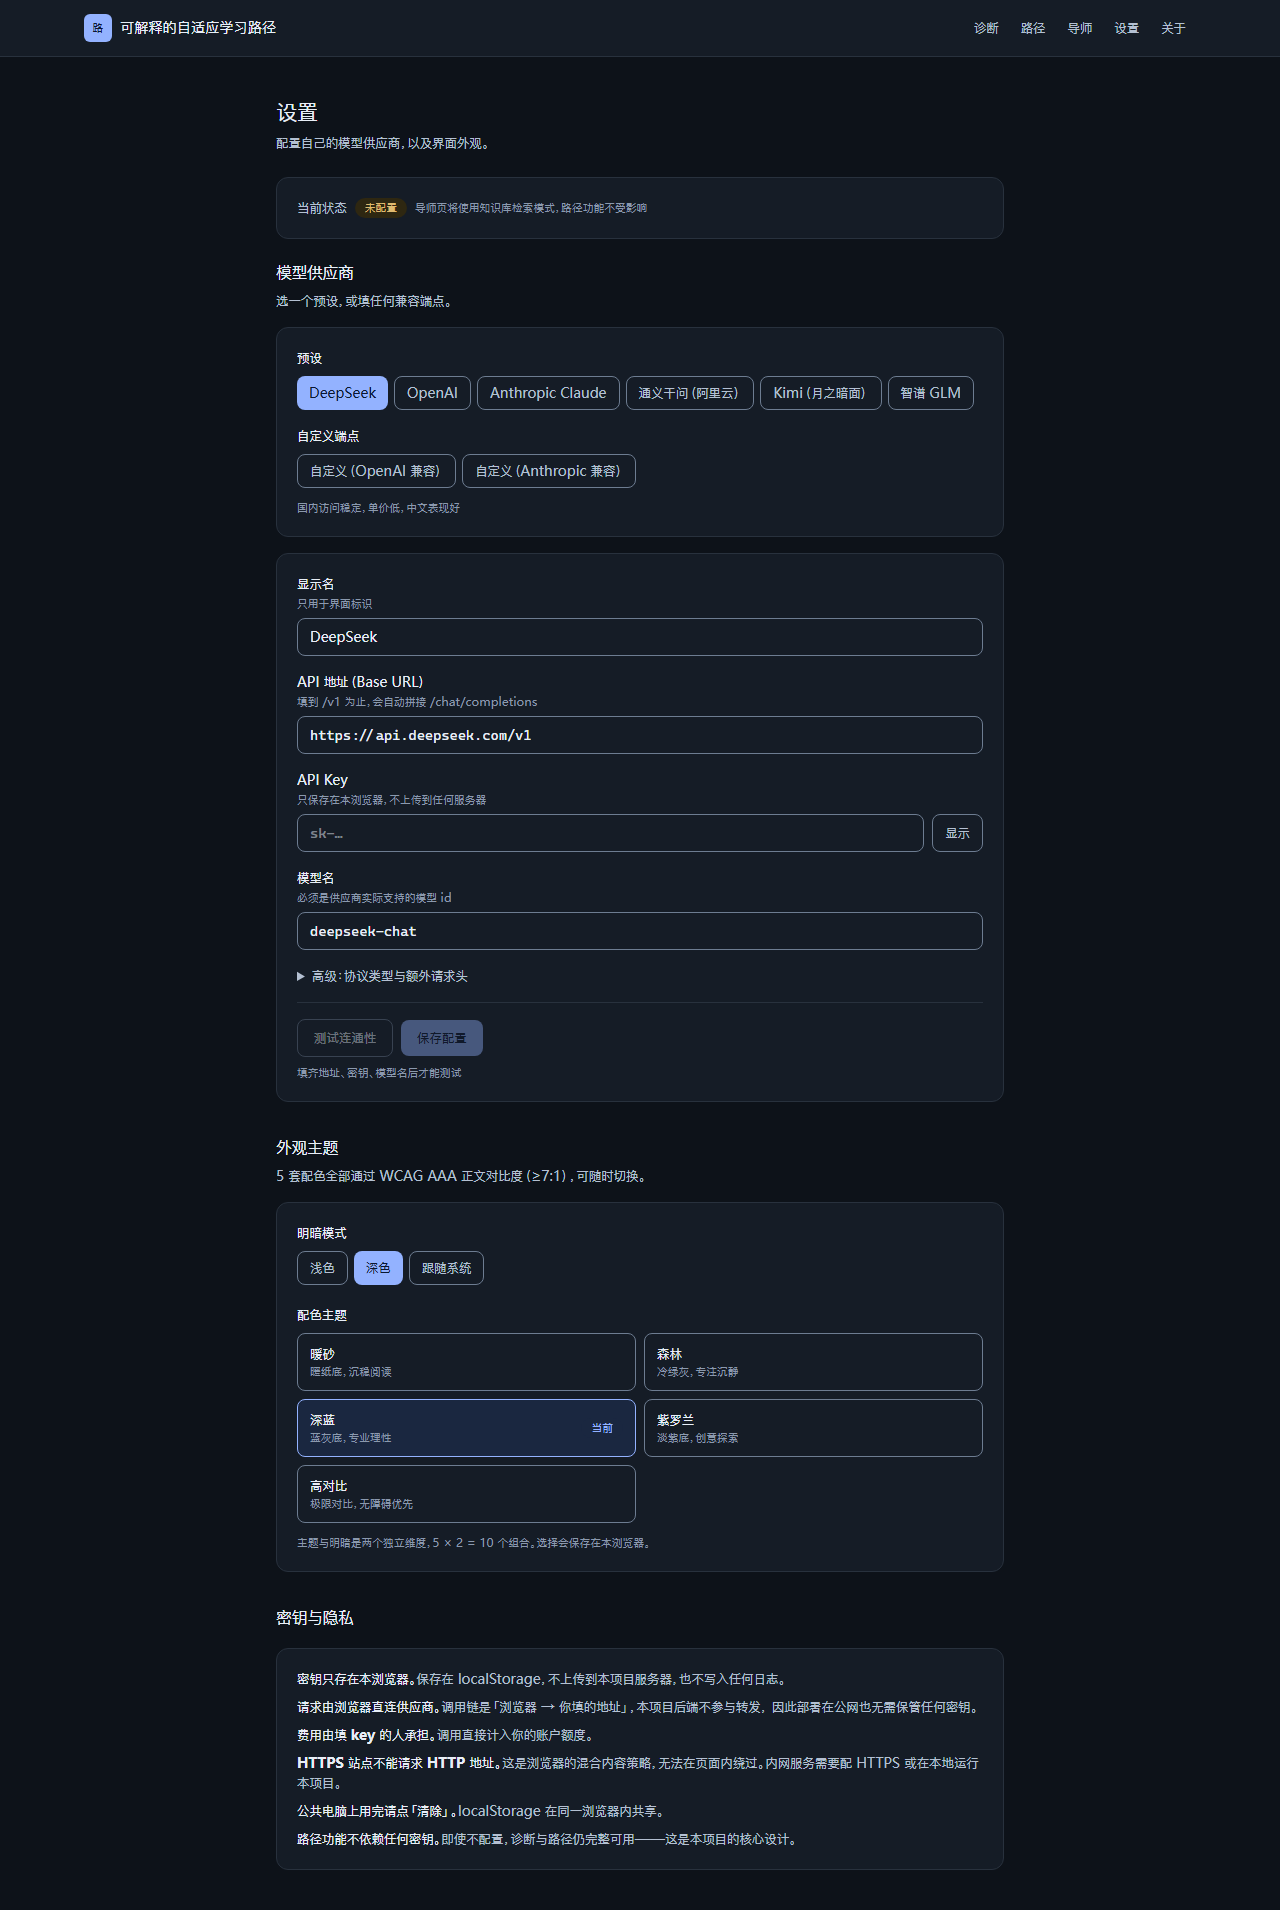 路 可解释的自适应学习路径 诊断 路径 导师 设置 关于
设置
配置自己的模型供应商，以及界面外观。
当前状态 未配置 导师页将使用知识库检索模式，路径功能不受影响
模型供应商
选一个预设，或填任何兼容端点。
预设
DeepSeek OpenAI Anthropic Claude 通义千问 (阿里云) Kimi (月之暗面) 智谱 GLM
自定义端点
自定义 (OpenAI 兼容) 自定义 (Anthropic 兼容)
国内访问稳定，单价低，中文表现好
显示名
只用于界面标识
DeepSeek
API 地址 (Base URL)
填到 /v1 为止，会自动拼接 /chat/completions
https://api.deepseek.com/v1
API Key
只保存在本浏览器，不上传到任何服务器
sk-… 显示
模型名
必须是供应商实际支持的模型 id
deepseek-chat
▶ 高级：协议类型与额外请求头
测试连通性 保存配置
填齐地址、密钥、模型名后才能测试
外观主题
5 套配色全部通过 WCAG AAA 正文对比度 (≥7:1) ，可随时切换。
明暗模式
浅色 深色 跟随系统
配色主题
暖砂 森林
暖纸底，沉稳阅读 冷绿灰，专注沉静
深蓝 当前 紫罗兰
蓝灰底，专业理性 淡紫底，创意探索
高对比
极限对比，无障碍优先
主题与明暗是两个独立维度，5 × 2 = 10 个组合。选择会保存在本浏览器。
密钥与隐私
密钥只存在本浏览器。保存在 localStorage，不上传到本项目服务器，也不写入任何日志。
请求由浏览器直连供应商。调用链是「浏览器 → 你填的地址」，本项目后端不参与转发， 因此部署在公网也无需保管任何密钥。
费用由填 key 的人承担。调用直接计入你的账户额度。
HTTPS 站点不能请求 HTTP 地址。这是浏览器的混合内容策略，无法在页面内绕过。内网服务需要配 HTTPS 或在本地运行
本项目。
公共电脑上用完请点「清除」。localStorage 在同一浏览器内共享。
路径功能不依赖任何密钥。即使不配置，诊断与路径仍完整可用——这是本项目的核心设计。